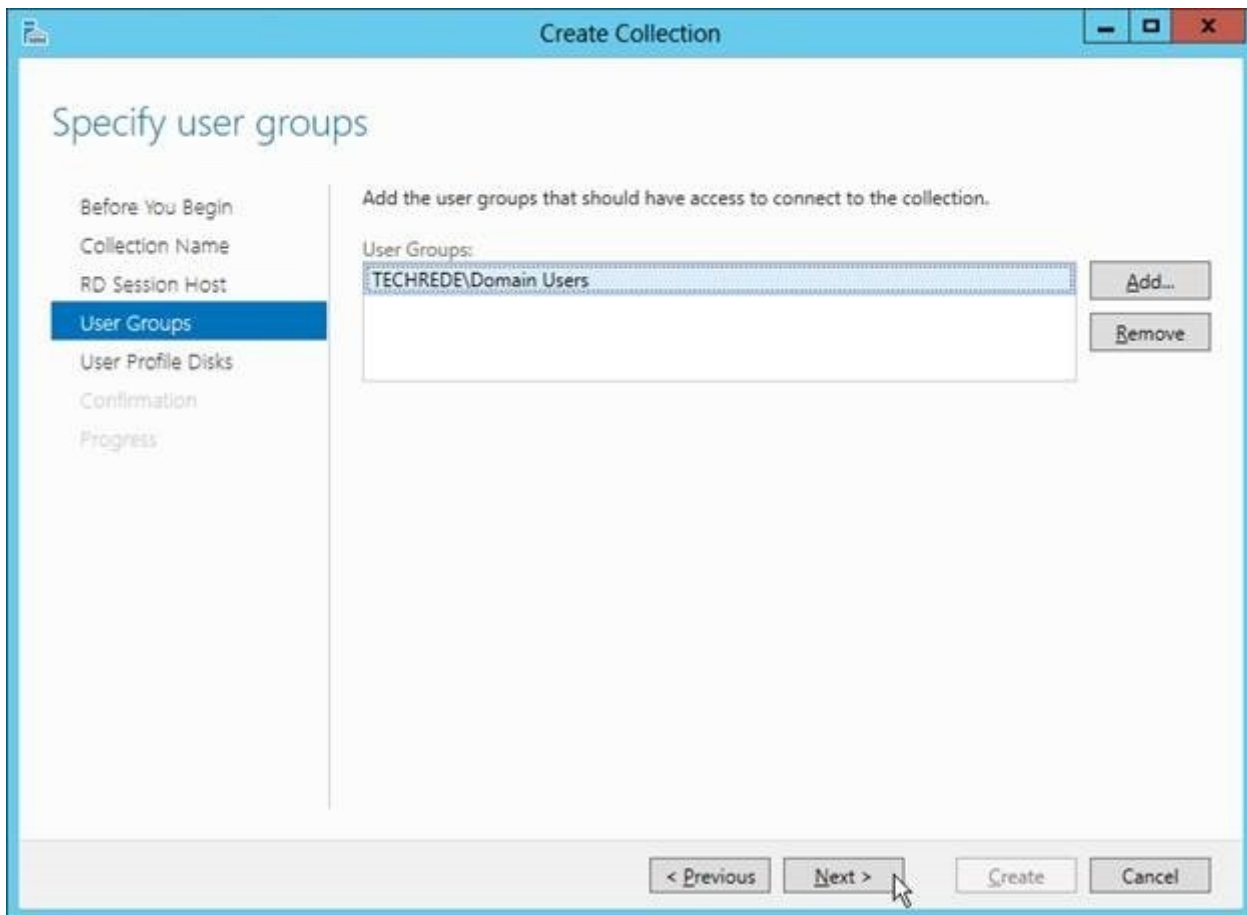 Create Collection
Specify user groups
Before You Begin
Collection Name
RD Session Host
User Groups
User Profile Disks
Confirmation
Progress
Add the user groups that should have access to connect to the collection.
User Groups:
TECHREDE\Domain Users
Add...
Remove
< Previous
Next >
Create
Cancel